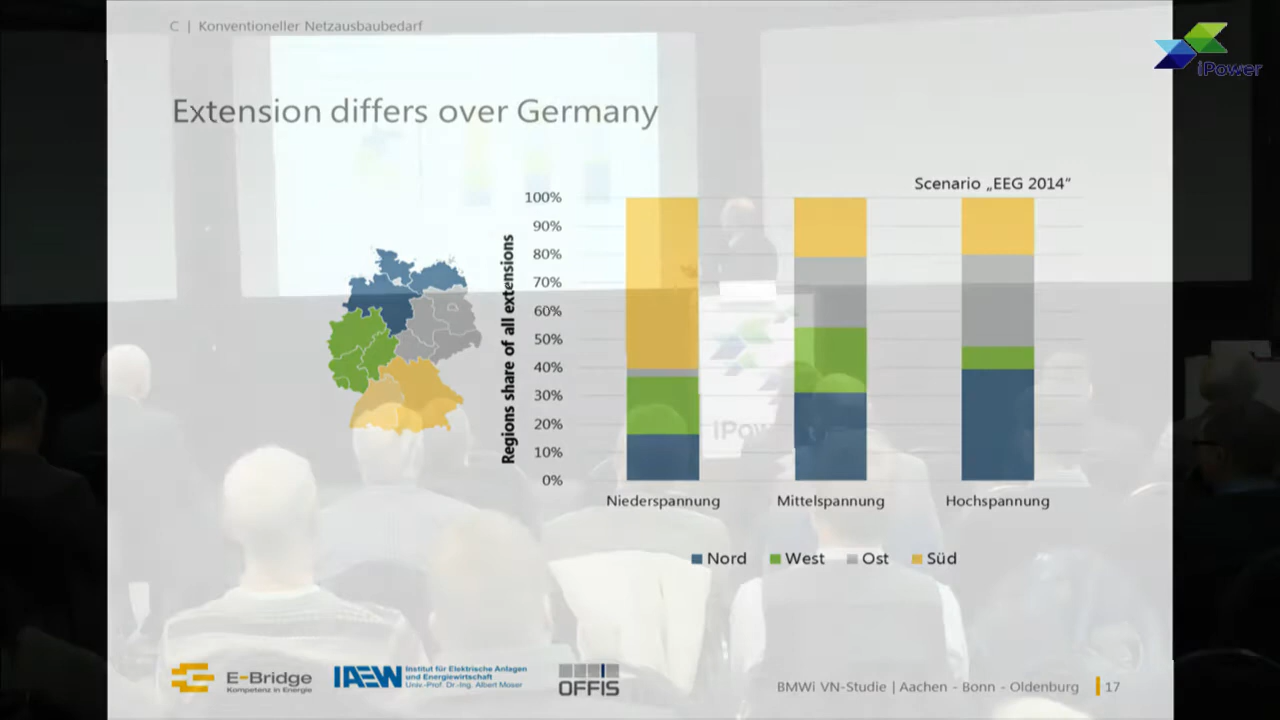 C | Konventioneller Netzausbaubedarf
iPower
Extension differs over Germany
Scenario „EEG 2014“
Regions share of all extensions
100%
90%
80%
70%
60%
50%
40%
30%
20%
10%
0%
iPow
Niederspannung
Mittelspannung
Hochspannung
Nord
West
Ost
Süd
E-Bridge
Kompetenz in Energie
IAEW
Institut für Elektrische Anlagen
und Energiewirtschaft
Univ.-Prof. Dr.-Ing. Albert Moser
OFFIS
BMWi VN-Studie | Aachen - Bonn - Oldenburg
17